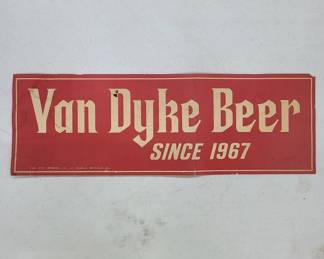 Van Dyke Beer
SINCE 1967